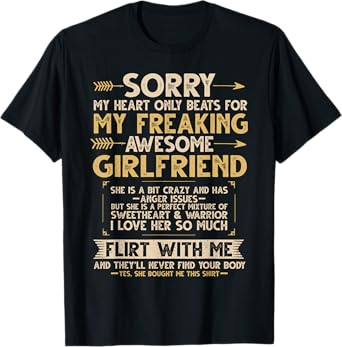 SORRY
MY HEART ONLY BEATS FOR
MY FREAKING
AWESOME
GIRLFRIEND
SHE IS A BIT CRAZY AND HAS
-ANGER ISSUES-
BUT SHE IS A PERFECT MIXTURE OF
SWEETHEART & WARRIOR
I LOVE HER SO MUCH
FLIRT WITH ME
AND THEY'LL NEVER FIND YOUR BODY
-YES, SHE BOUGHT ME THIS SHIRT-